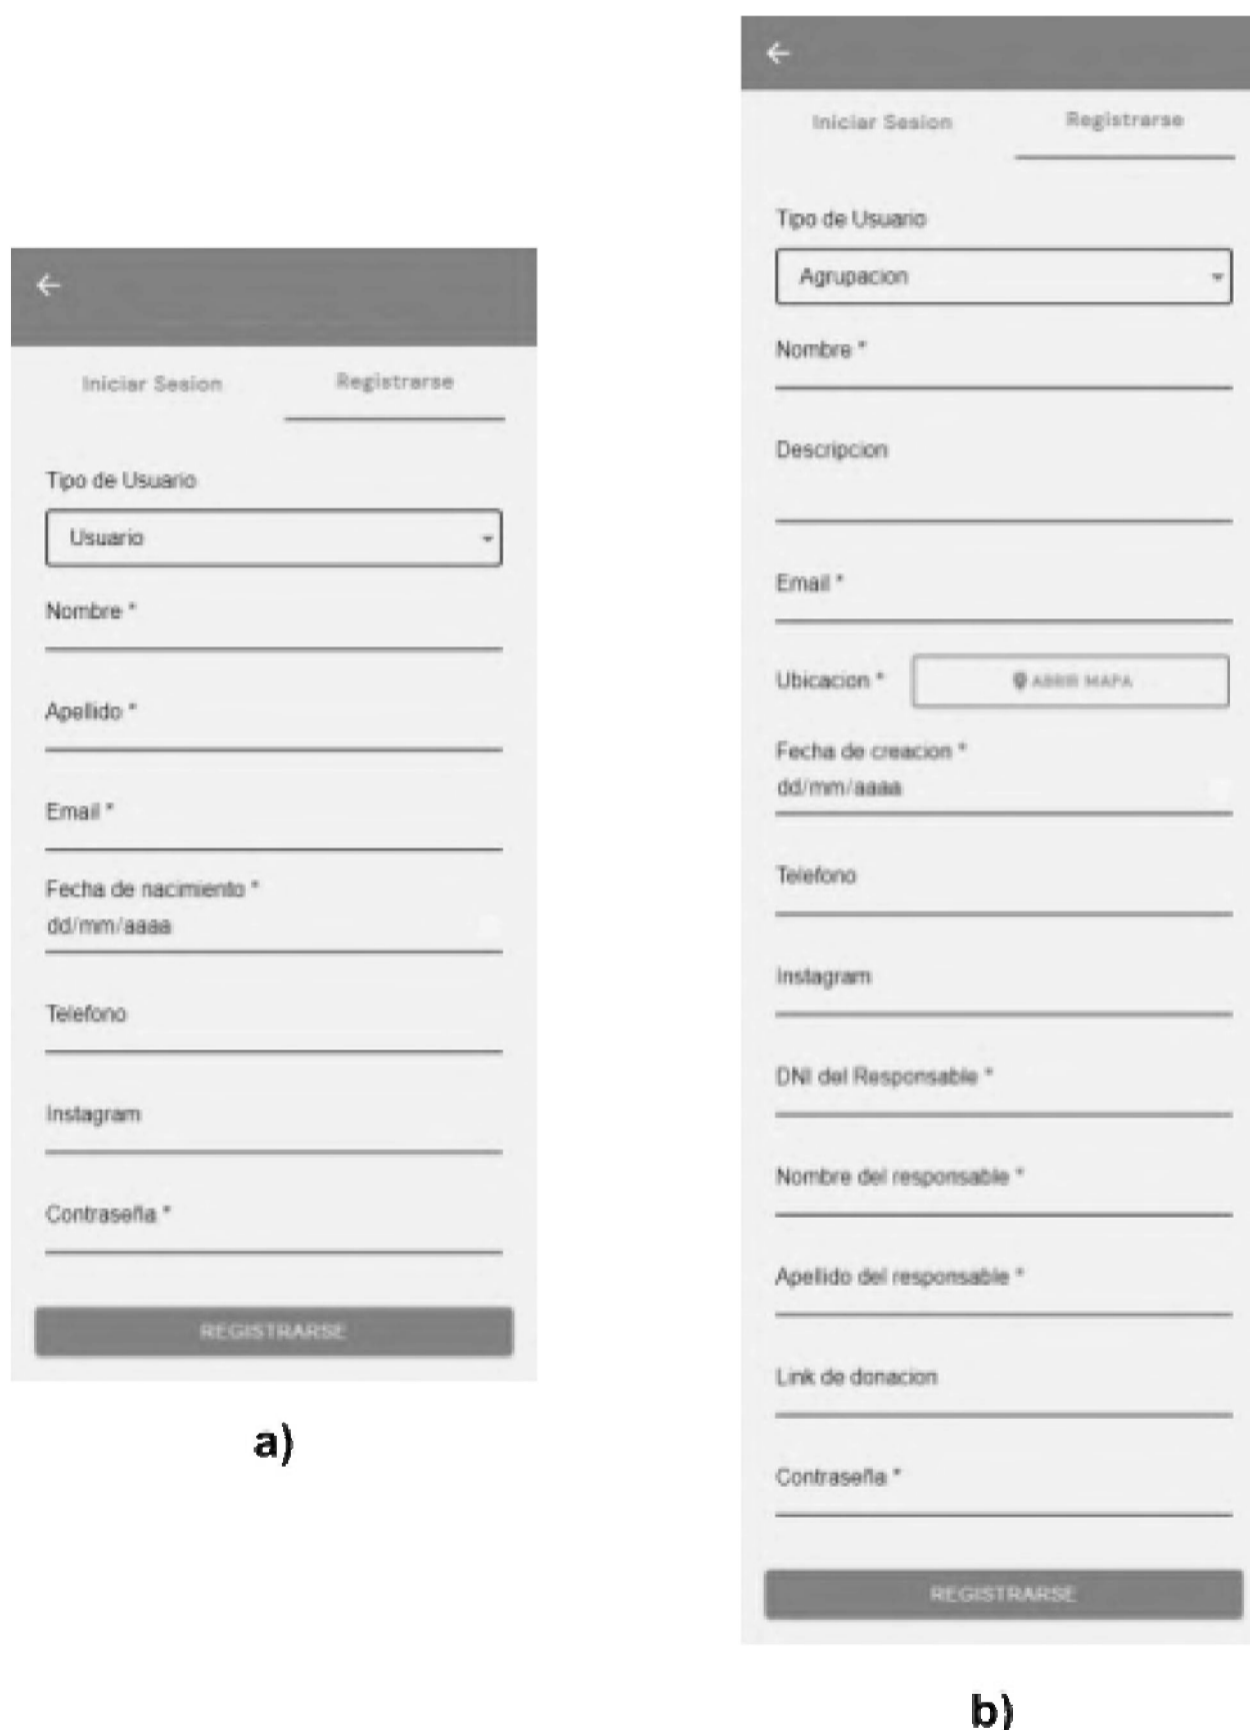 Iniciar Sesion
Registrarse
Tipo de Usuario
Usuario
Nombre *
Apellido *
Email *
Fecha de nacimiento *
dd/mm/aaaa
Telefono
Instagram
Contraseña *
REGISTRARSE
a)
Iniciar Sesion
Registrarse
Tipo de Usuario
Agrupacion
Nombre *
Descripcion
Email *
Ubicacion *
ABRIR MAPA
Fecha de creacion *
dd/mm/aaaa
Telefono
Instagram
DNI del Responsable *
Nombre del responsable *
Apellido del responsable *
Link de donacion
Contraseña *
REGISTRARSE
b)